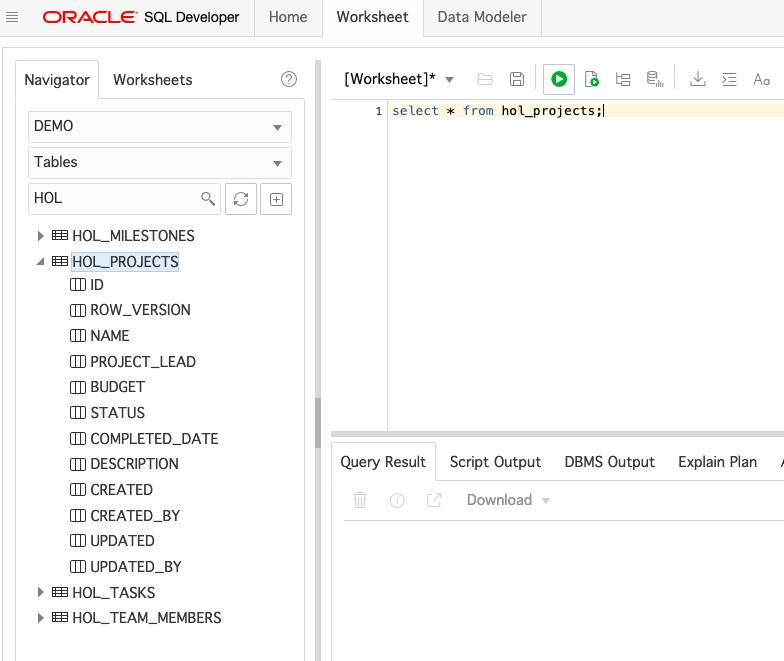 ORACLE SQL Developer Home Worksheet Data Modeler
Navigator Worksheets ?
DEMO
Tables
HOL
HOL_MILESTONES
HOL_PROJECTS
ID
ROW_VERSION
NAME
PROJECT_LEAD
BUDGET
STATUS
COMPLETED_DATE
DESCRIPTION
CREATED
CREATED_BY
UPDATED
UPDATED_BY
HOL_TASKS
HOL_TEAM_MEMBERS
[Worksheet]* Aa
1 select * from hol_projects;
Query Result Script Output DBMS Output Explain Plan
Download